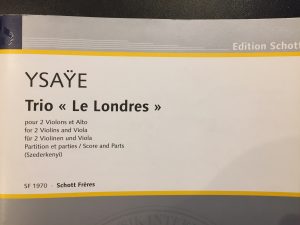 Edition Schott
YSAŸE
Trio « Le Londres »
pour 2 Violons et Alto
for 2 Violins and Viola
für 2 Violinen und Viola
Partition et parties / Score and Parts
(Szederkenyi)
SF 1970 · Schott Frères